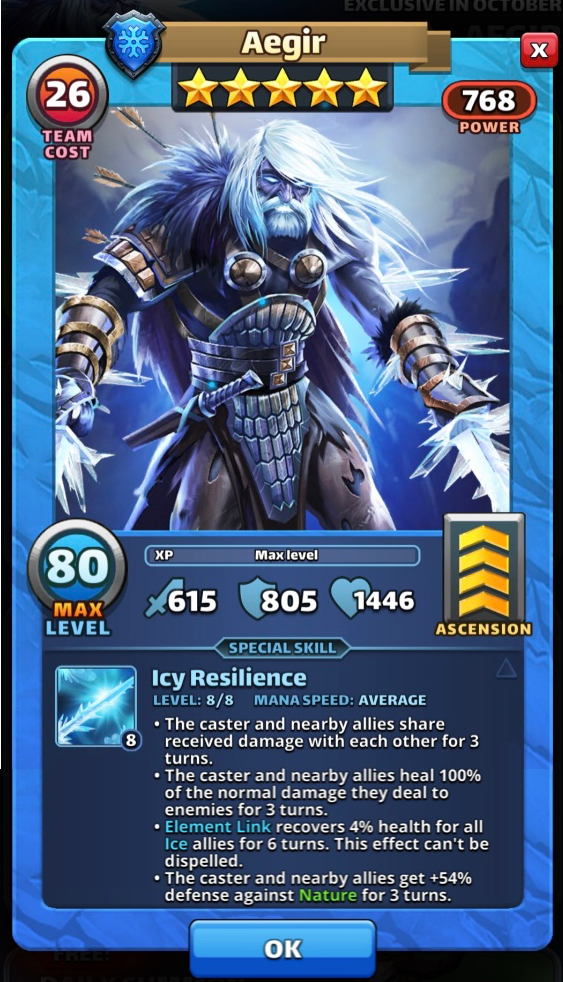 EXCLUSIVE IN OCTOBER
Aegir
X
26
TEAM
COST
768
POWER
80
MAX
LEVEL
XP Max level
615 805 1446
ASCENSION
SPECIAL SKILL
Icy Resilience
LEVEL: 8/8 MANA SPEED: AVERAGE
8
• The caster and nearby allies share
received damage with each other for 3
turns.
• The caster and nearby allies heal 100%
of the normal damage they deal to
enemies for 3 turns.
• Element Link recovers 4% health for all
Ice allies for 6 turns. This effect can't be
dispelled.
• The caster and nearby allies get +54%
defense against Nature for 3 turns.
OK
FREE: